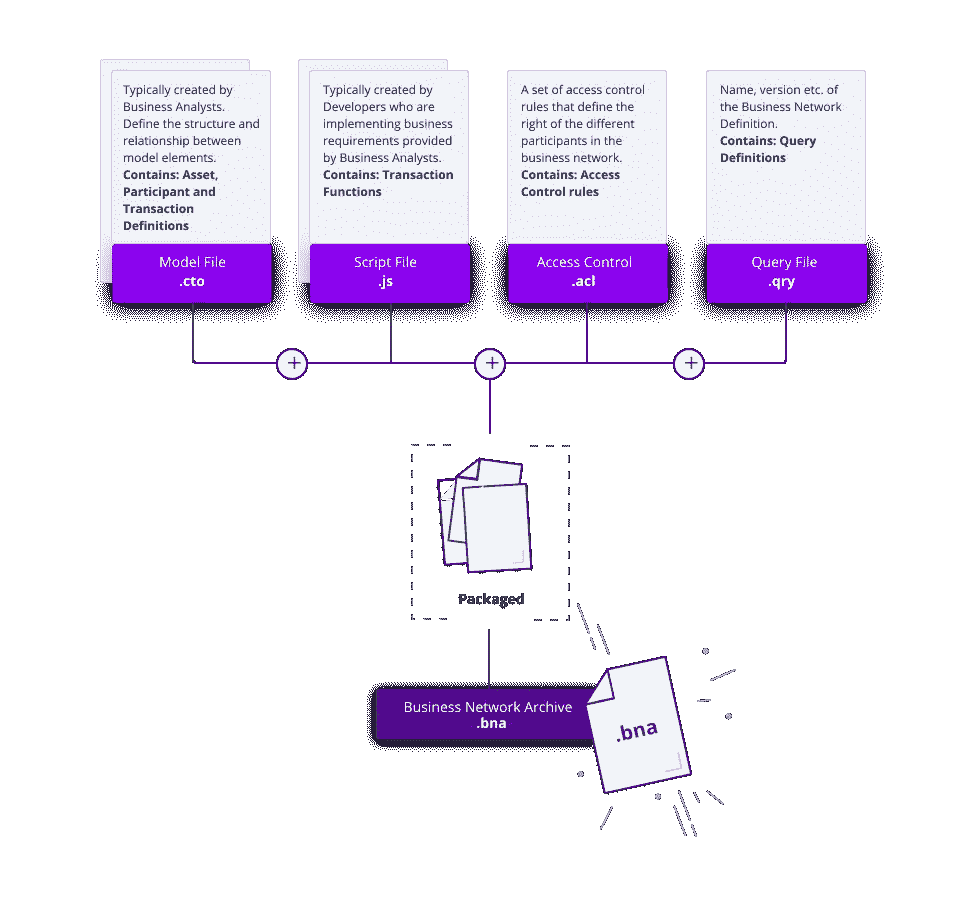 Typically created by
Business Analysts.
Define the structure and
relationship between
model elements.
Contains: Asset,
Participant and
Transaction
Definitions
Model File
.cto
Typically created by
Developers who are
implementing business
requirements provided
by Business Analysts.
Contains: Transaction
Functions
Script File
.js
A set of access control
rules that define the
right of the different
participants in the
business network.
Contains: Access
Control rules
Access Control
.acl
Name, version etc. of
the Business Network
Definition.
Contains: Query
Definitions
Query File
.qry
Packaged
Business Network Archive
.bna
.bna